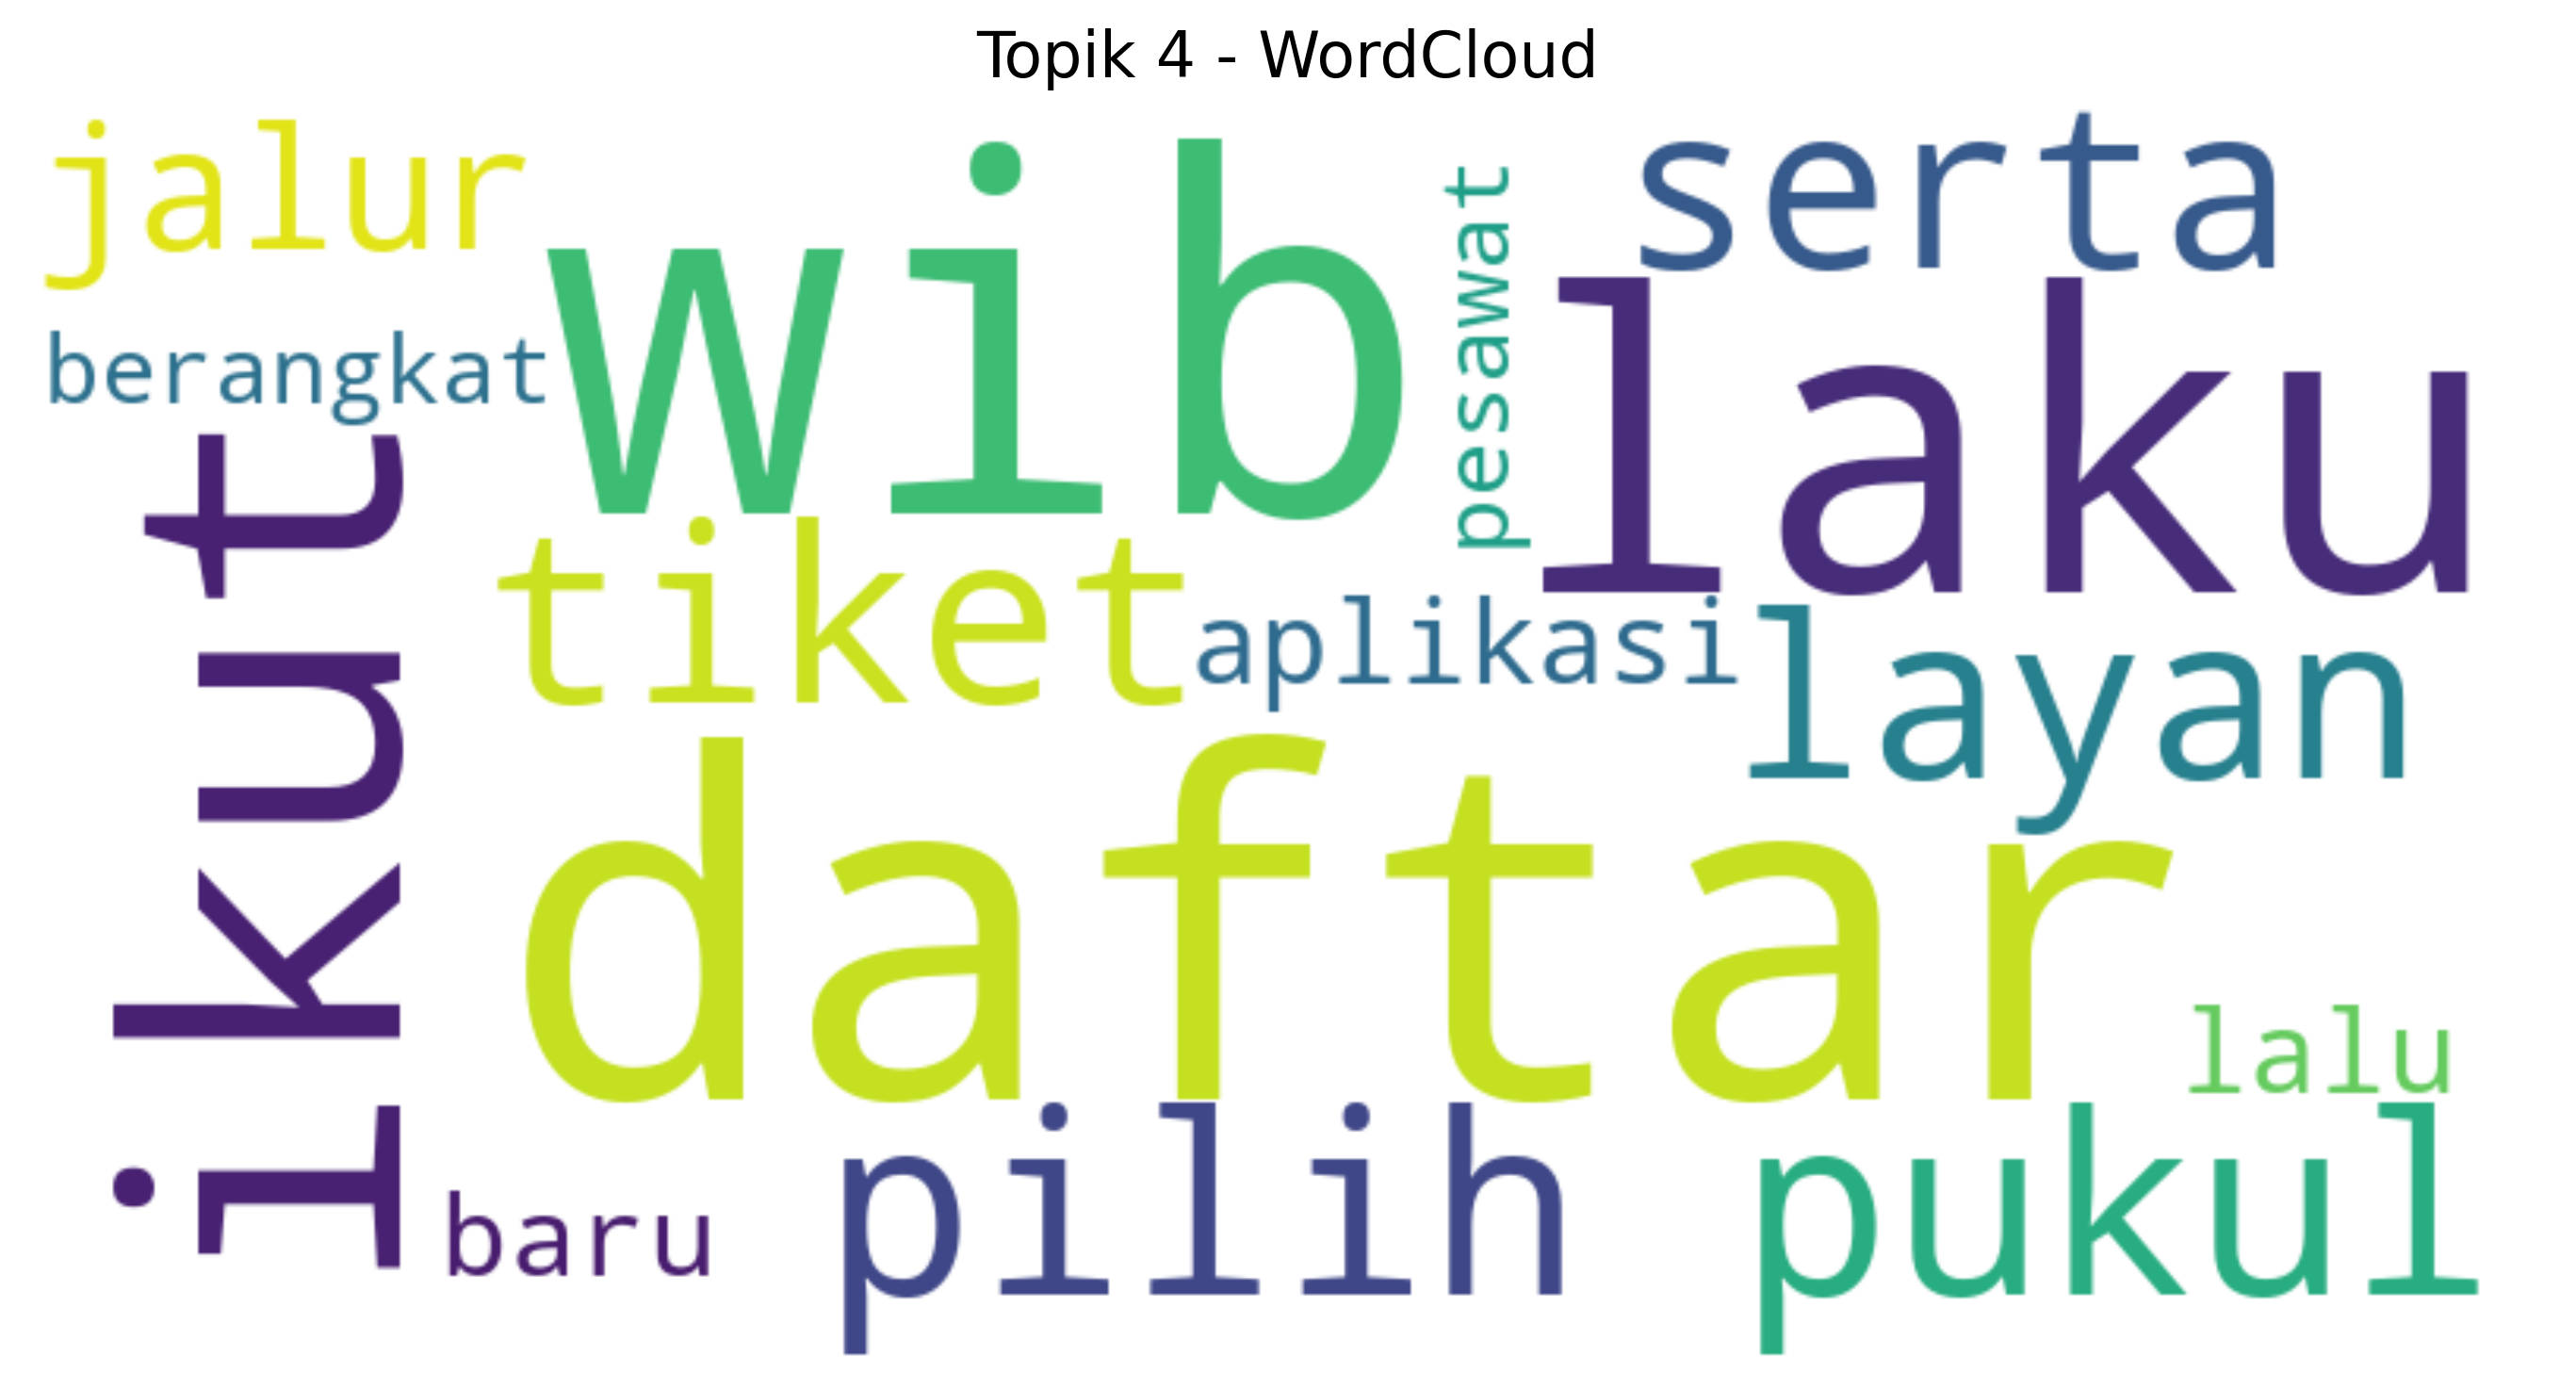 Topik 4 - WordCloud
jalur
wib
pesawat
serta
berangkat
laku
ikut
tiket
aplikasi
layan
daftar
lalu
baru
pilih
pukul